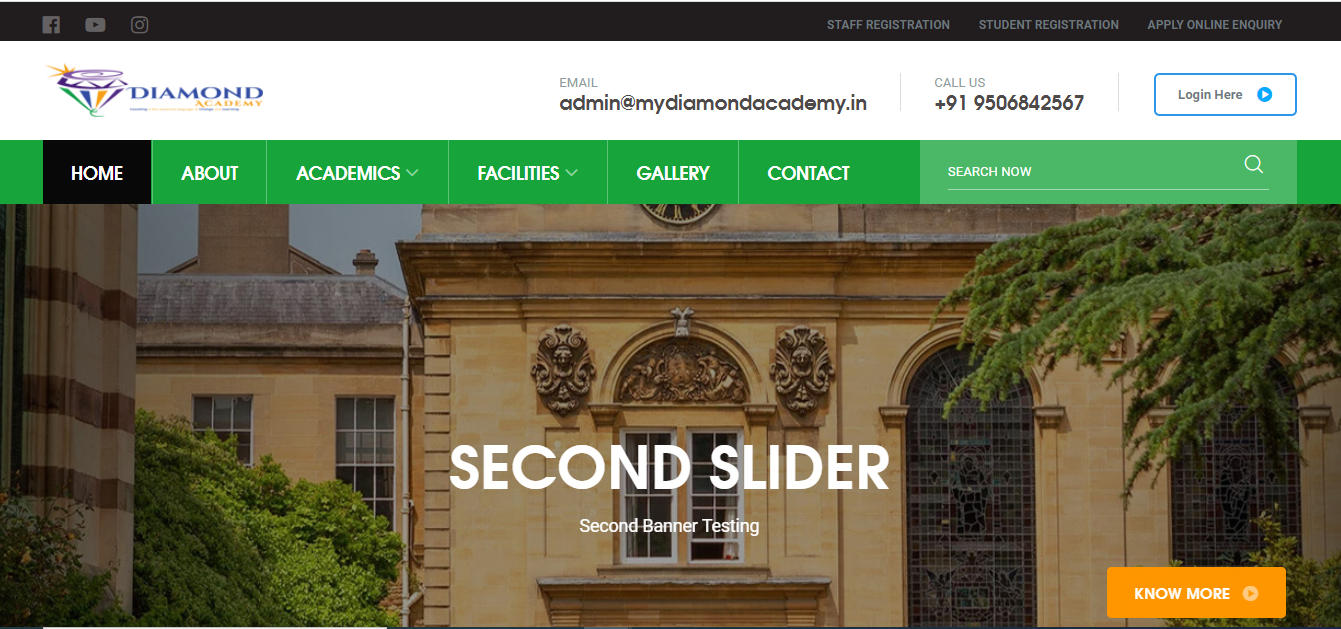 STAFF REGISTRATION STUDENT REGISTRATION APPLY ONLINE ENQUIRY
DIAMOND
ACADEMY
EMAIL
admin@mydiamondacademy.in
CALL US
+91 9506842567
Login Here
HOME ABOUT ACADEMICS FACILITIES GALLERY CONTACT
SEARCH NOW
SECOND SLIDER
Second Banner Testing
KNOW MORE